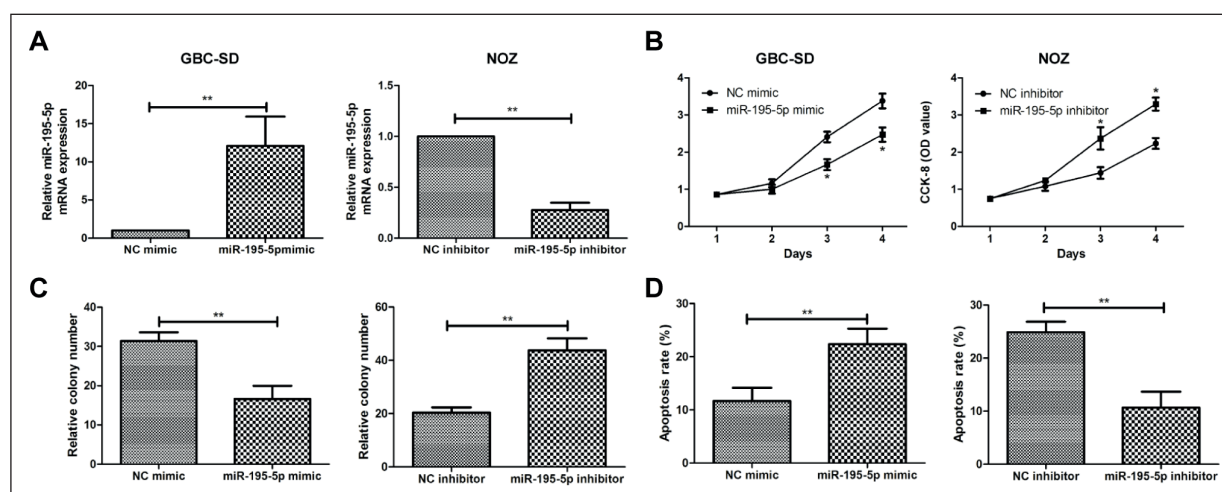 A
GBC-SD
Relative miR-195-5p
mRNA expression
20
15
10
5
0
**
NC mimic
miR-195-5pmimic
NOZ
Relative miR-195-5p
mRNA expression
1.5
1.0
0.5
0.0
**
NC inhibitor
miR-195-5p inhibitor
B
GBC-SD
CCK-8 (OD value)
4
3
2
1
0
NC mimic
miR-195-5p mimic
*
*
1 2 3 4
Days
NOZ
CCK-8 (OD value)
4
3
2
1
0
NC inhibitor
miR-195-5p inhibitor
*
*
1 2 3 4
Days
C
Relative colony number
40
30
20
10
0
**
NC mimic
miR-195-5p mimic
Relative colony number
60
40
20
0
**
NC inhibitor
miR-195-5p inhibitor
D
Apoptosis rate (%)
30
20
10
0
**
NC mimic
miR-195-5p mimic
Apoptosis rate (%)
30
20
10
0
**
NC inhibitor
miR-195-5p inhibitor